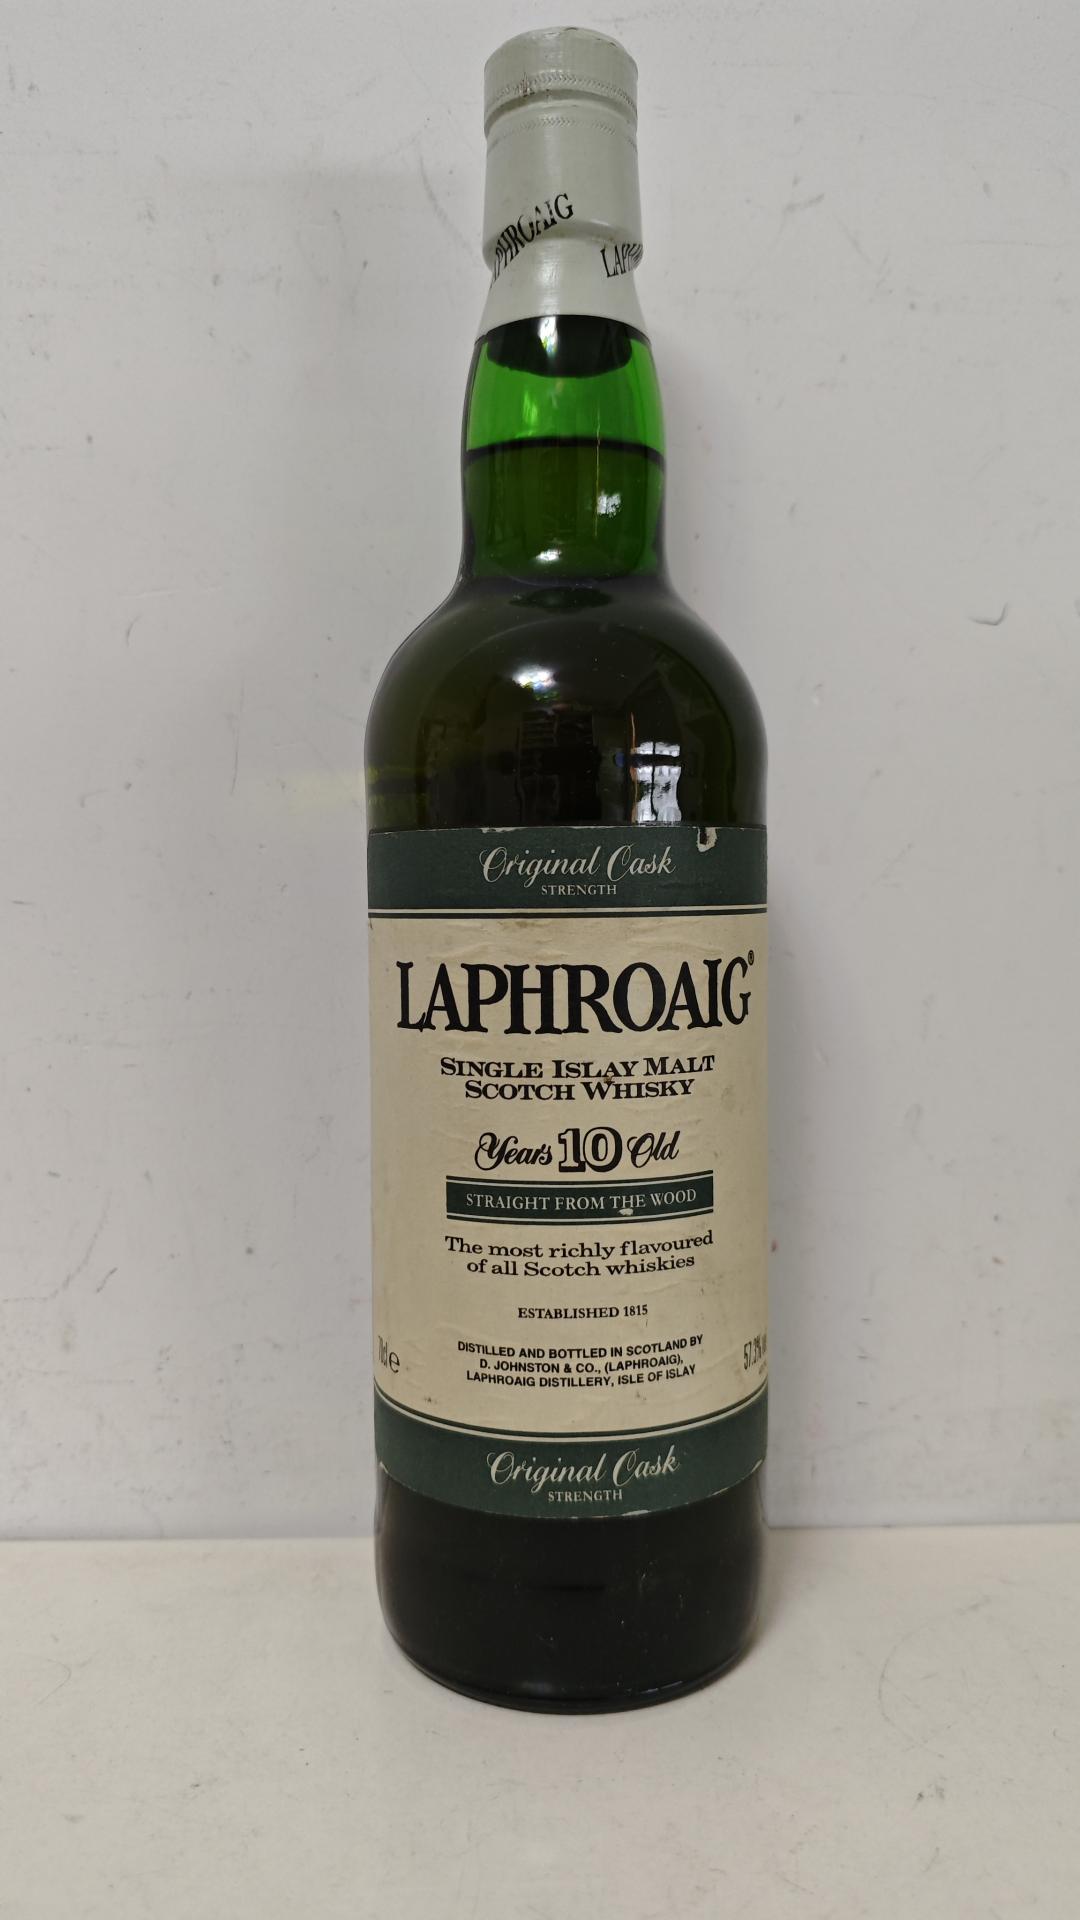 LAPHROAIG
Original Cask
STRENGTH
LAPHROAIG®
SINGLE ISLAY MALT
SCOTCH WHISKY
Years 10 Old
STRAIGHT FROM THE WOOD
The most richly flavoured
of all Scotch whiskies
ESTABLISHED 1815
70cl e
57.3%
DISTILLED AND BOTTLED IN SCOTLAND BY
D. JOHNSTON & CO., (LAPHROAIG),
LAPHROAIG DISTILLERY, ISLE OF ISLAY
Original Cask
STRENGTH